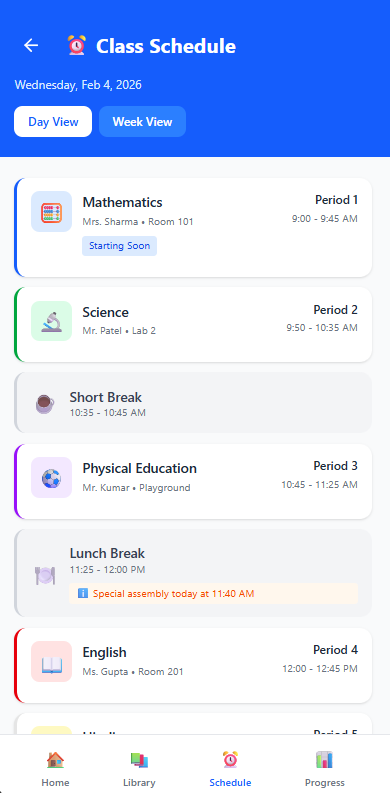 Class Schedule
Wednesday, Feb 4, 2026
Day View
Week View
Mathematics
Period 1
Mrs. Sharma • Room 101
9:00 - 9:45 AM
Starting Soon
Science
Period 2
Mr. Patel • Lab 2
9:50 - 10:35 AM
Short Break
10:35 - 10:45 AM
Physical Education
Period 3
Mr. Kumar • Playground
10:45 - 11:25 AM
Lunch Break
11:25 - 12:00 PM
Special assembly today at 11:40 AM
English
Period 4
Ms. Gupta • Room 201
12:00 - 12:45 PM
Home
Library
Schedule
Progress